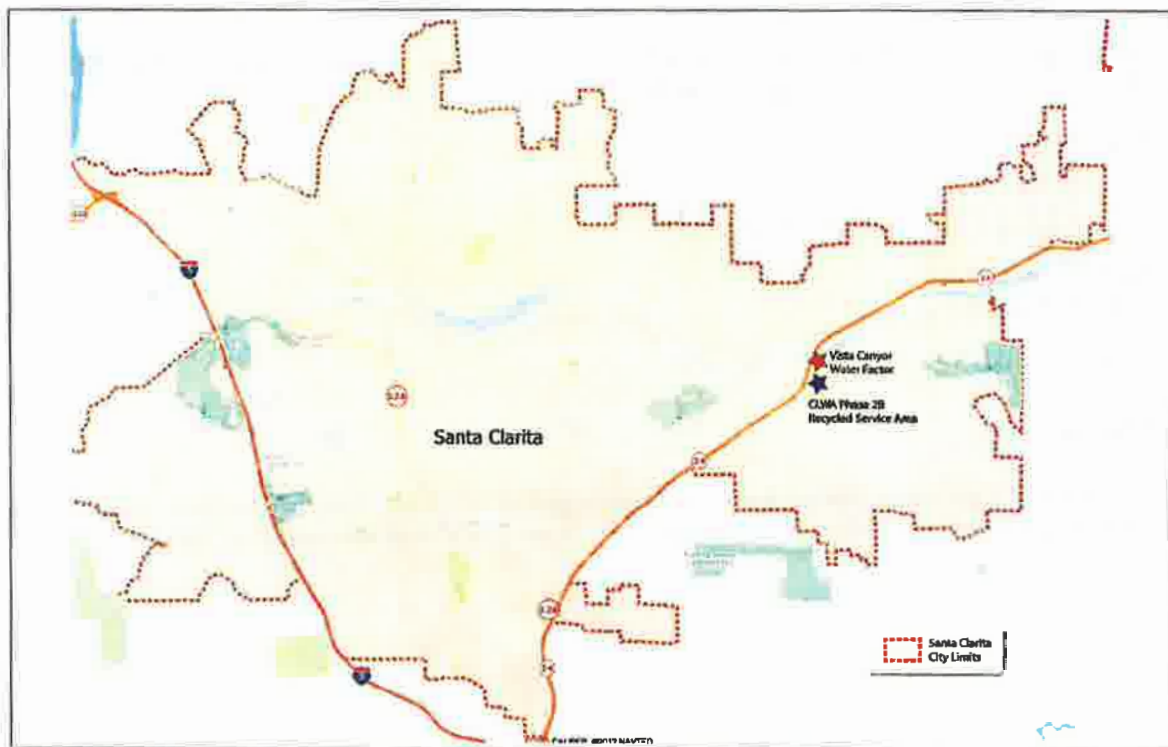 5
Vista Canyon
Water Factor
CLWA Phase 2B
Recycled Service Area
126
Santa Clarita
14
126
Santa Clarita
City Limits
5